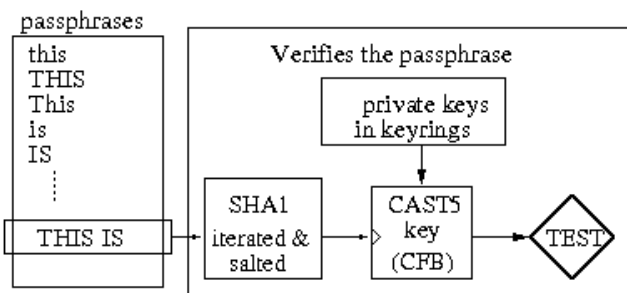 passphrases
this
THIS
This
is
IS
THIS IS
Verifies the passphrase
private keys
in keyrings
SHA1
iterated &
salted
CAST5
key
(CFB)
TEST